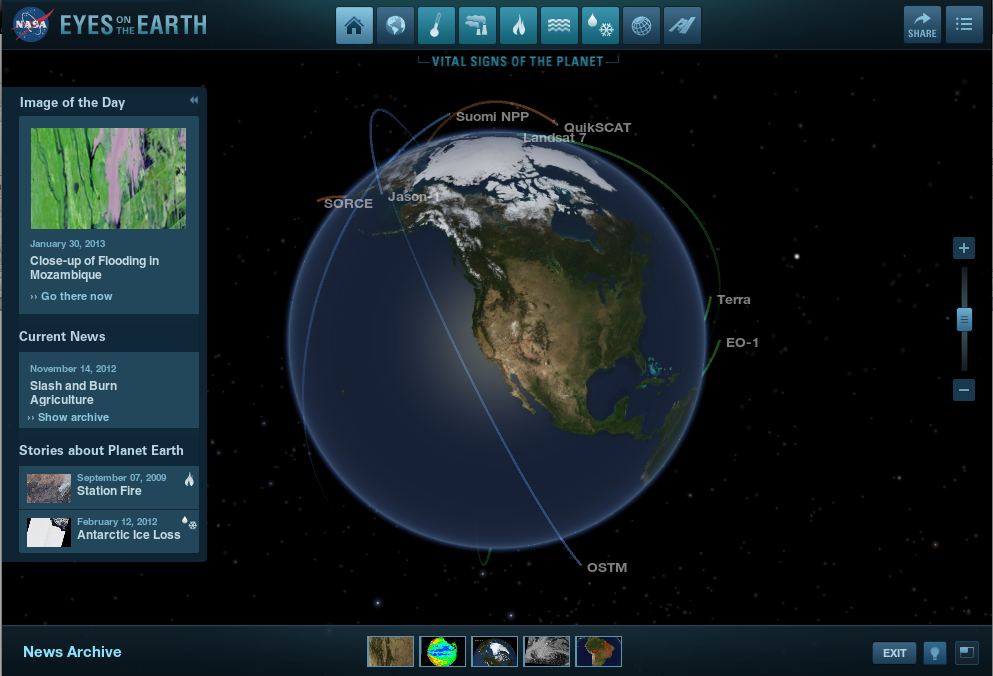 NASA
EYES ON THE EARTH
SHARE
VITAL SIGNS OF THE PLANET
Image of the Day
January 30, 2013
Close-up of Flooding in
Mozambique
›› Go there now
Current News
November 14, 2012
Slash and Burn
Agriculture
›› Show archive
Stories about Planet Earth
September 07, 2009
Station Fire
February 12, 2012
Antarctic Ice Loss
Suomi NPP
QuikSCAT
Landsat 7
Jason-1
SORCE
Terra
EO-1
OSTM
News Archive
EXIT